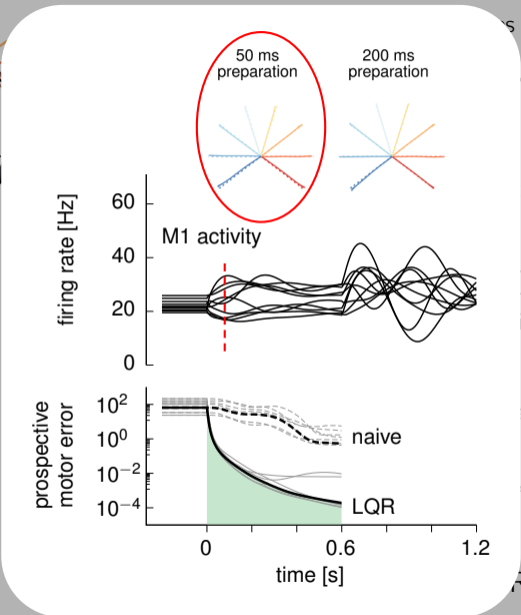 50 ms
preparation
200 ms
preparation
60
40
20
0
firing rate [Hz]
M1 activity
10²
10⁰
10⁻²
10⁻⁴
prospective
motor error
naive
LQR
0
0.6
1.2
time [s]